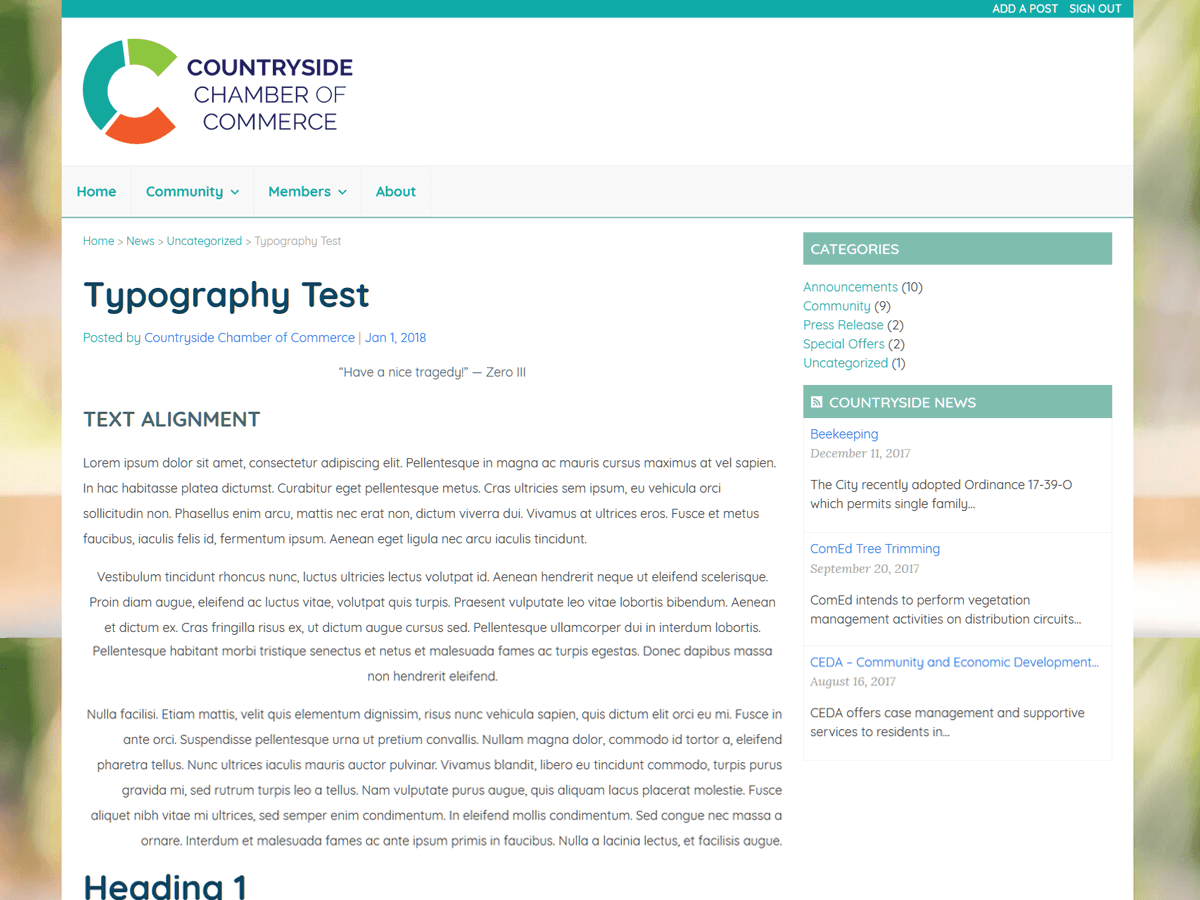 ADD A POST SIGN OUT
COUNTRYSIDE
CHAMBER OF
COMMERCE
Home Community Members About
Home > News > Uncategorized > Typography Test
Typography Test
Posted by Countryside Chamber of Commerce | Jan 1, 2018
“Have a nice tragedy!” — Zero III
TEXT ALIGNMENT
Lorem ipsum dolor sit amet, consectetur adipiscing elit. Pellentesque in magna ac mauris cursus maximus at vel sapien.
In hac habitasse platea dictumst. Curabitur eget pellentesque metus. Cras ultricies sem ipsum, eu vehicula orci
sollicitudin non. Phasellus enim arcu, mattis nec erat non, dictum viverra dui. Vivamus at ultrices eros. Fusce et metus
faucibus, iaculis felis id, fermentum ipsum. Aenean eget ligula nec arcu iaculis tincidunt.
Vestibulum tincidunt rhoncus nunc, luctus ultricies lectus volutpat id. Aenean hendrerit neque ut eleifend scelerisque.
Proin diam augue, eleifend ac luctus vitae, volutpat quis turpis. Praesent vulputate leo vitae lobortis bibendum. Aenean
et dictum ex. Cras fringilla risus ex, ut dictum augue cursus sed. Pellentesque ullamcorper dui in interdum lobortis.
Pellentesque habitant morbi tristique senectus et netus et malesuada fames ac turpis egestas. Donec dapibus massa
non hendrerit eleifend.
Nulla facilisi. Etiam mattis, velit quis elementum dignissim, risus nunc vehicula sapien, quis dictum elit orci eu mi. Fusce in
ante orci. Suspendisse pellentesque urna ut pretium convallis. Nullam magna dolor, commodo id tortor a, eleifend
pharetra tellus. Nunc ultrices iaculis mauris auctor pulvinar. Vivamus blandit, libero eu tincidunt commodo, turpis purus
gravida mi, sed rutrum turpis leo a tellus. Nam vulputate purus augue, quis aliquam lacus placerat molestie. Fusce
aliquet nibh vitae mi ultrices, sed semper enim condimentum. In eleifend mollis condimentum. Sed congue nec massa a
ornare. Interdum et malesuada fames ac ante ipsum primis in faucibus. Nulla a lacinia lectus, et facilisis augue.
Heading 1
CATEGORIES
Announcements (10)
Community (9)
Press Release (2)
Special Offers (2)
Uncategorized (1)
COUNTRYSIDE NEWS
Beekeeping
December 11, 2017
The City recently adopted Ordinance 17-39-O
which permits single family...
ComEd Tree Trimming
September 20, 2017
ComEd intends to perform vegetation
management activities on distribution circuits...
CEDA – Community and Economic Development...
August 16, 2017
CEDA offers case management and supportive
services to residents in...